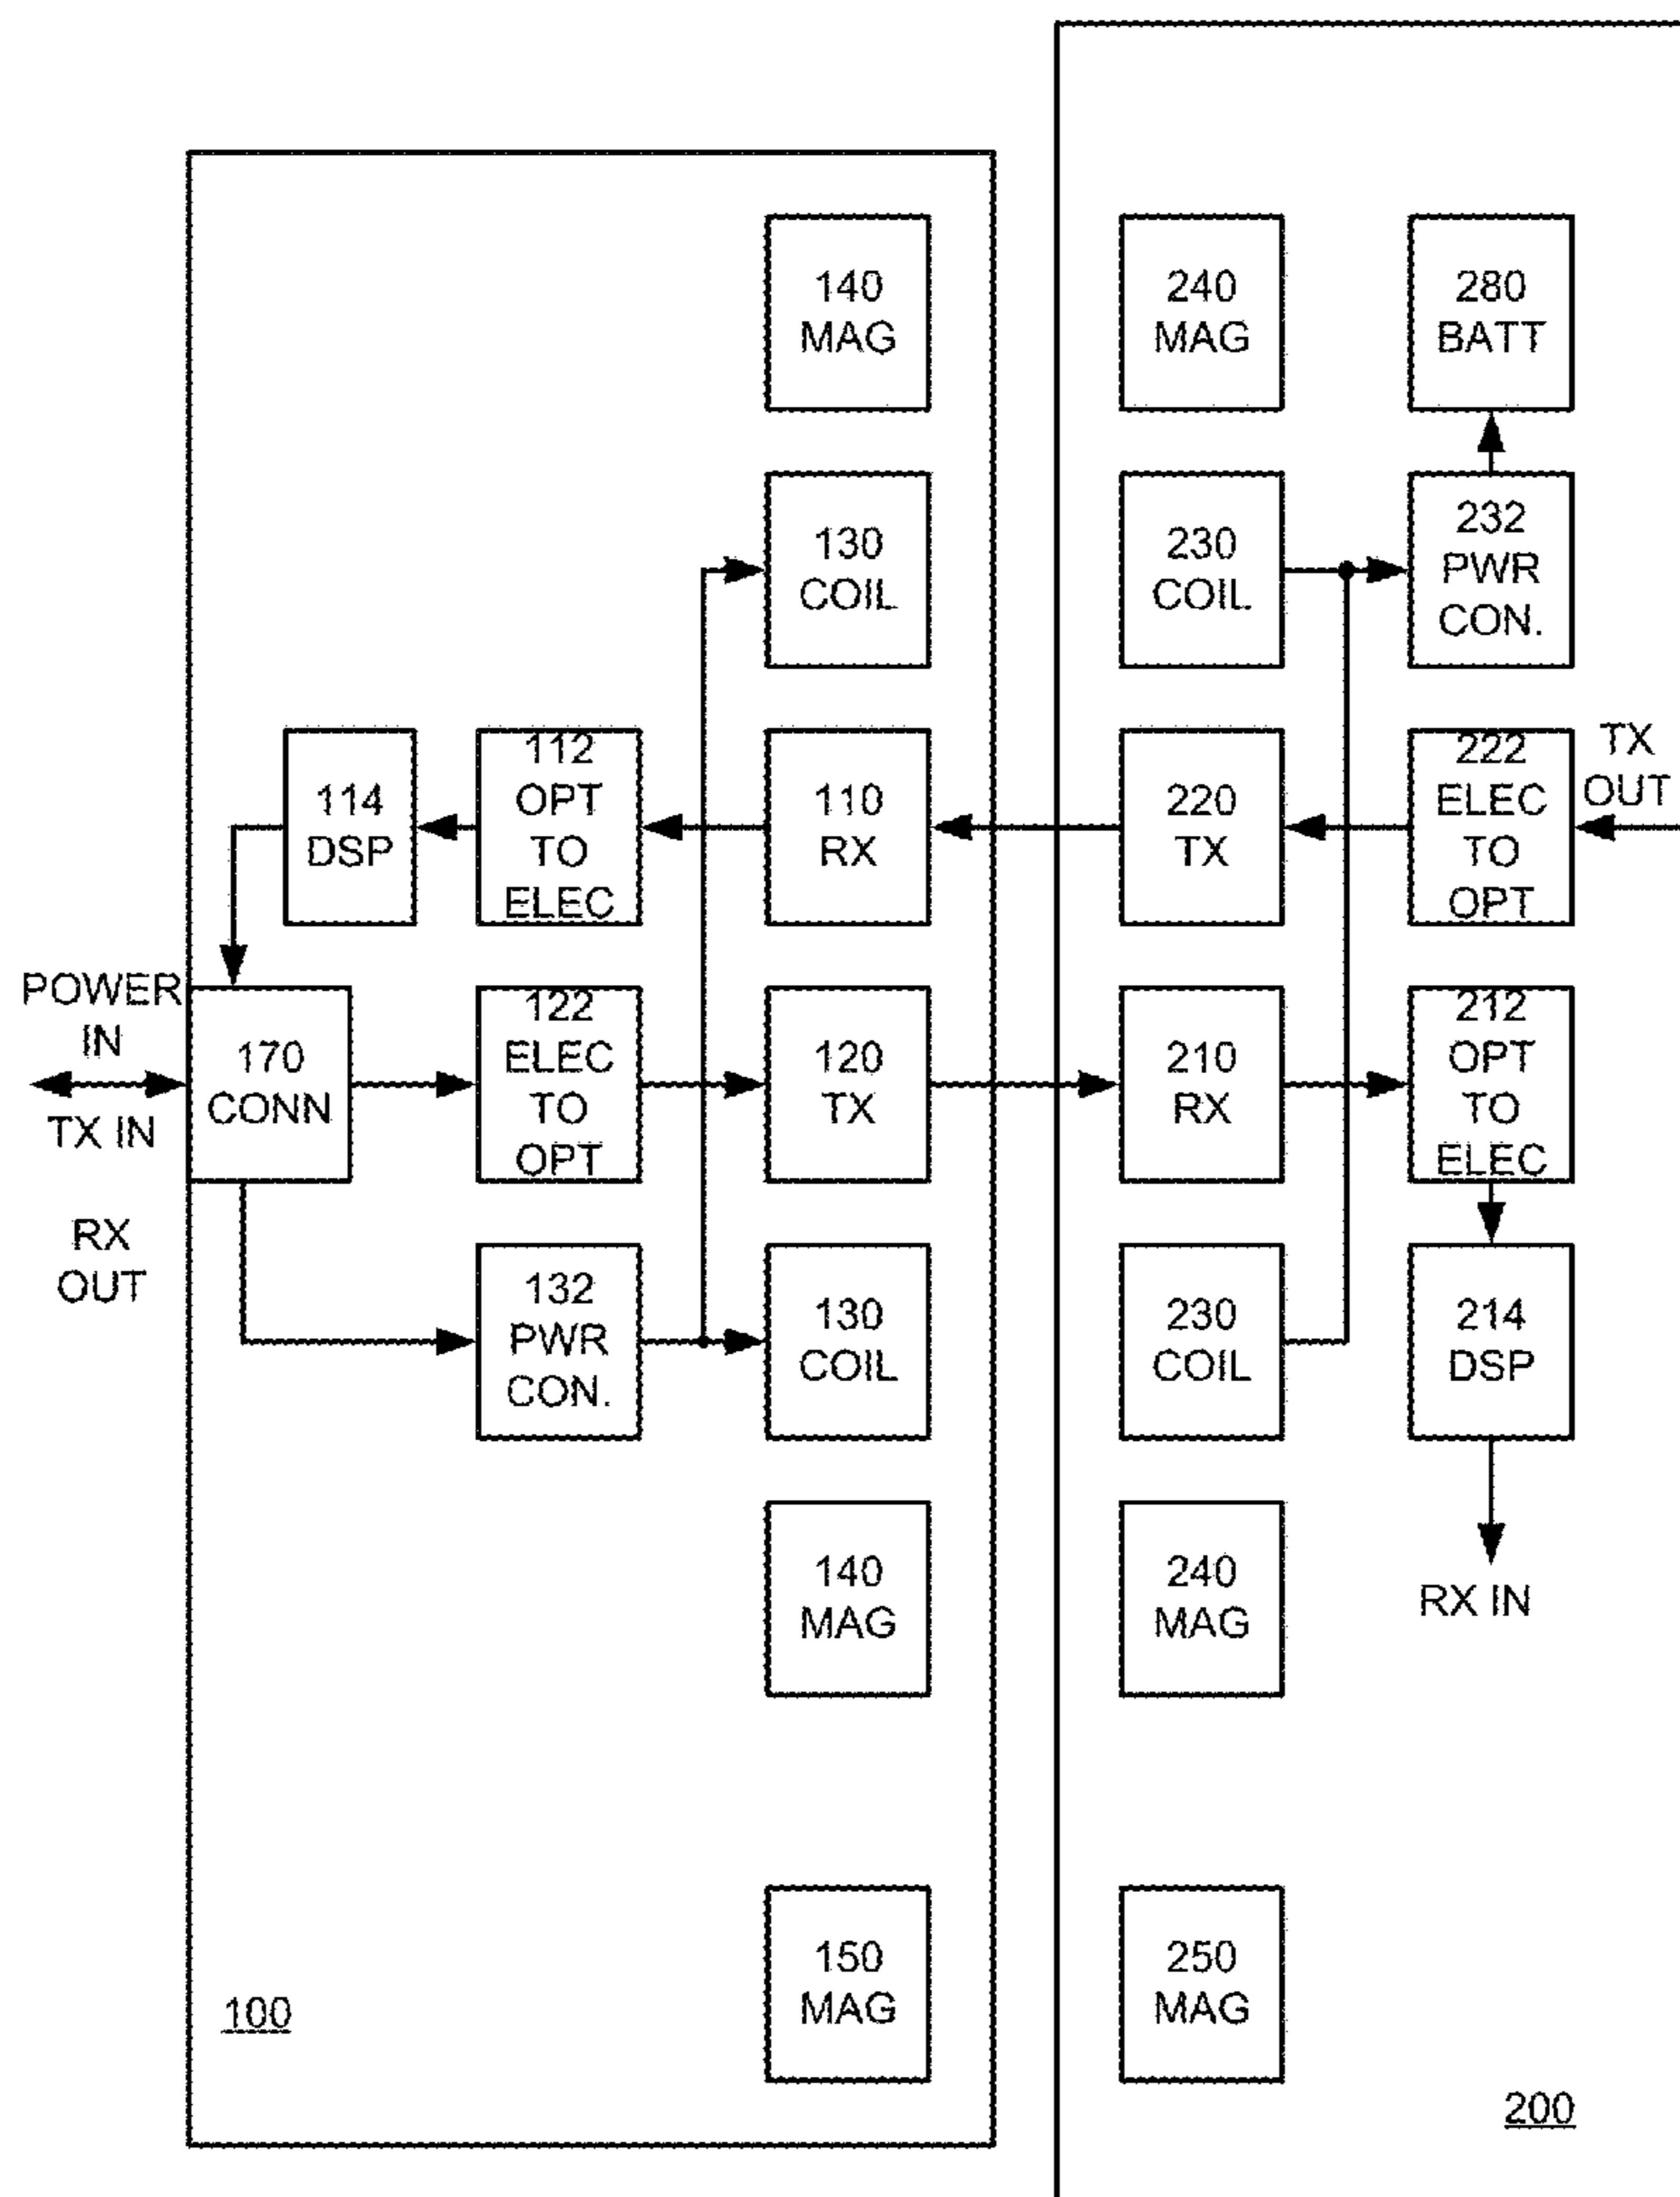 140
MAG
240
MAG
280
BATT
130
COIL
230
COIL
232
PWR
CON.
114
DSP
112
OPT
TO
ELEC
110
RX
220
TX
222
ELEC
TO
OPT
TX
OUT
POWER
IN
TX IN
RX
OUT
170
CONN
122
ELEC
TO
OPT
120
TX
210
RX
212
OPT
TO
ELEC
132
PWR
CON.
130
COIL
230
COIL
214
DSP
140
MAG
240
MAG
RX IN
150
MAG
250
MAG
100
200